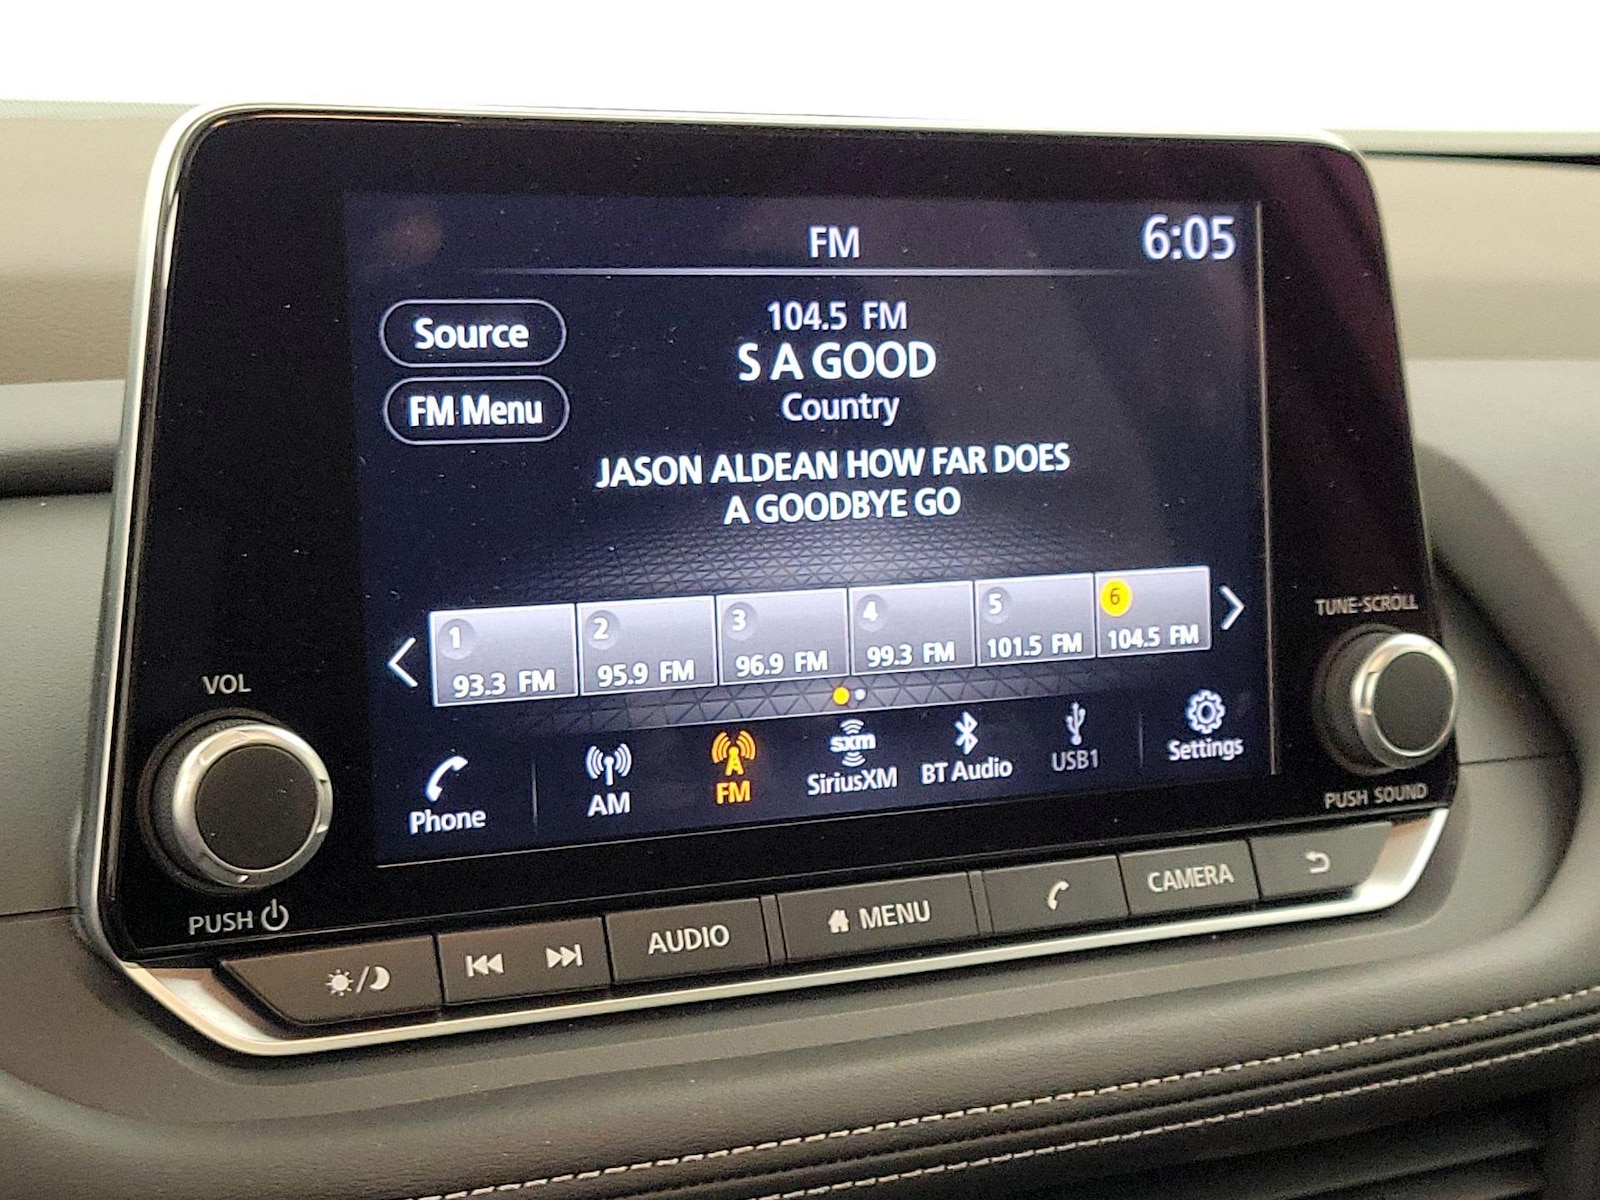 FM
6:05
Source
104.5 FM
S A GOOD
FM Menu
Country
JASON ALDEAN HOW FAR DOES
A GOODBYE GO
1
2
3
4
5
6
93.3 FM
95.9 FM
96.9 FM
99.3 FM
101.5 FM
104.5 FM
Phone
AM
FM
sxm
SiriusXM
BT Audio
USB1
Settings
VOL
PUSH
TUNE·SCROLL
PUSH SOUND
AUDIO
MENU
CAMERA